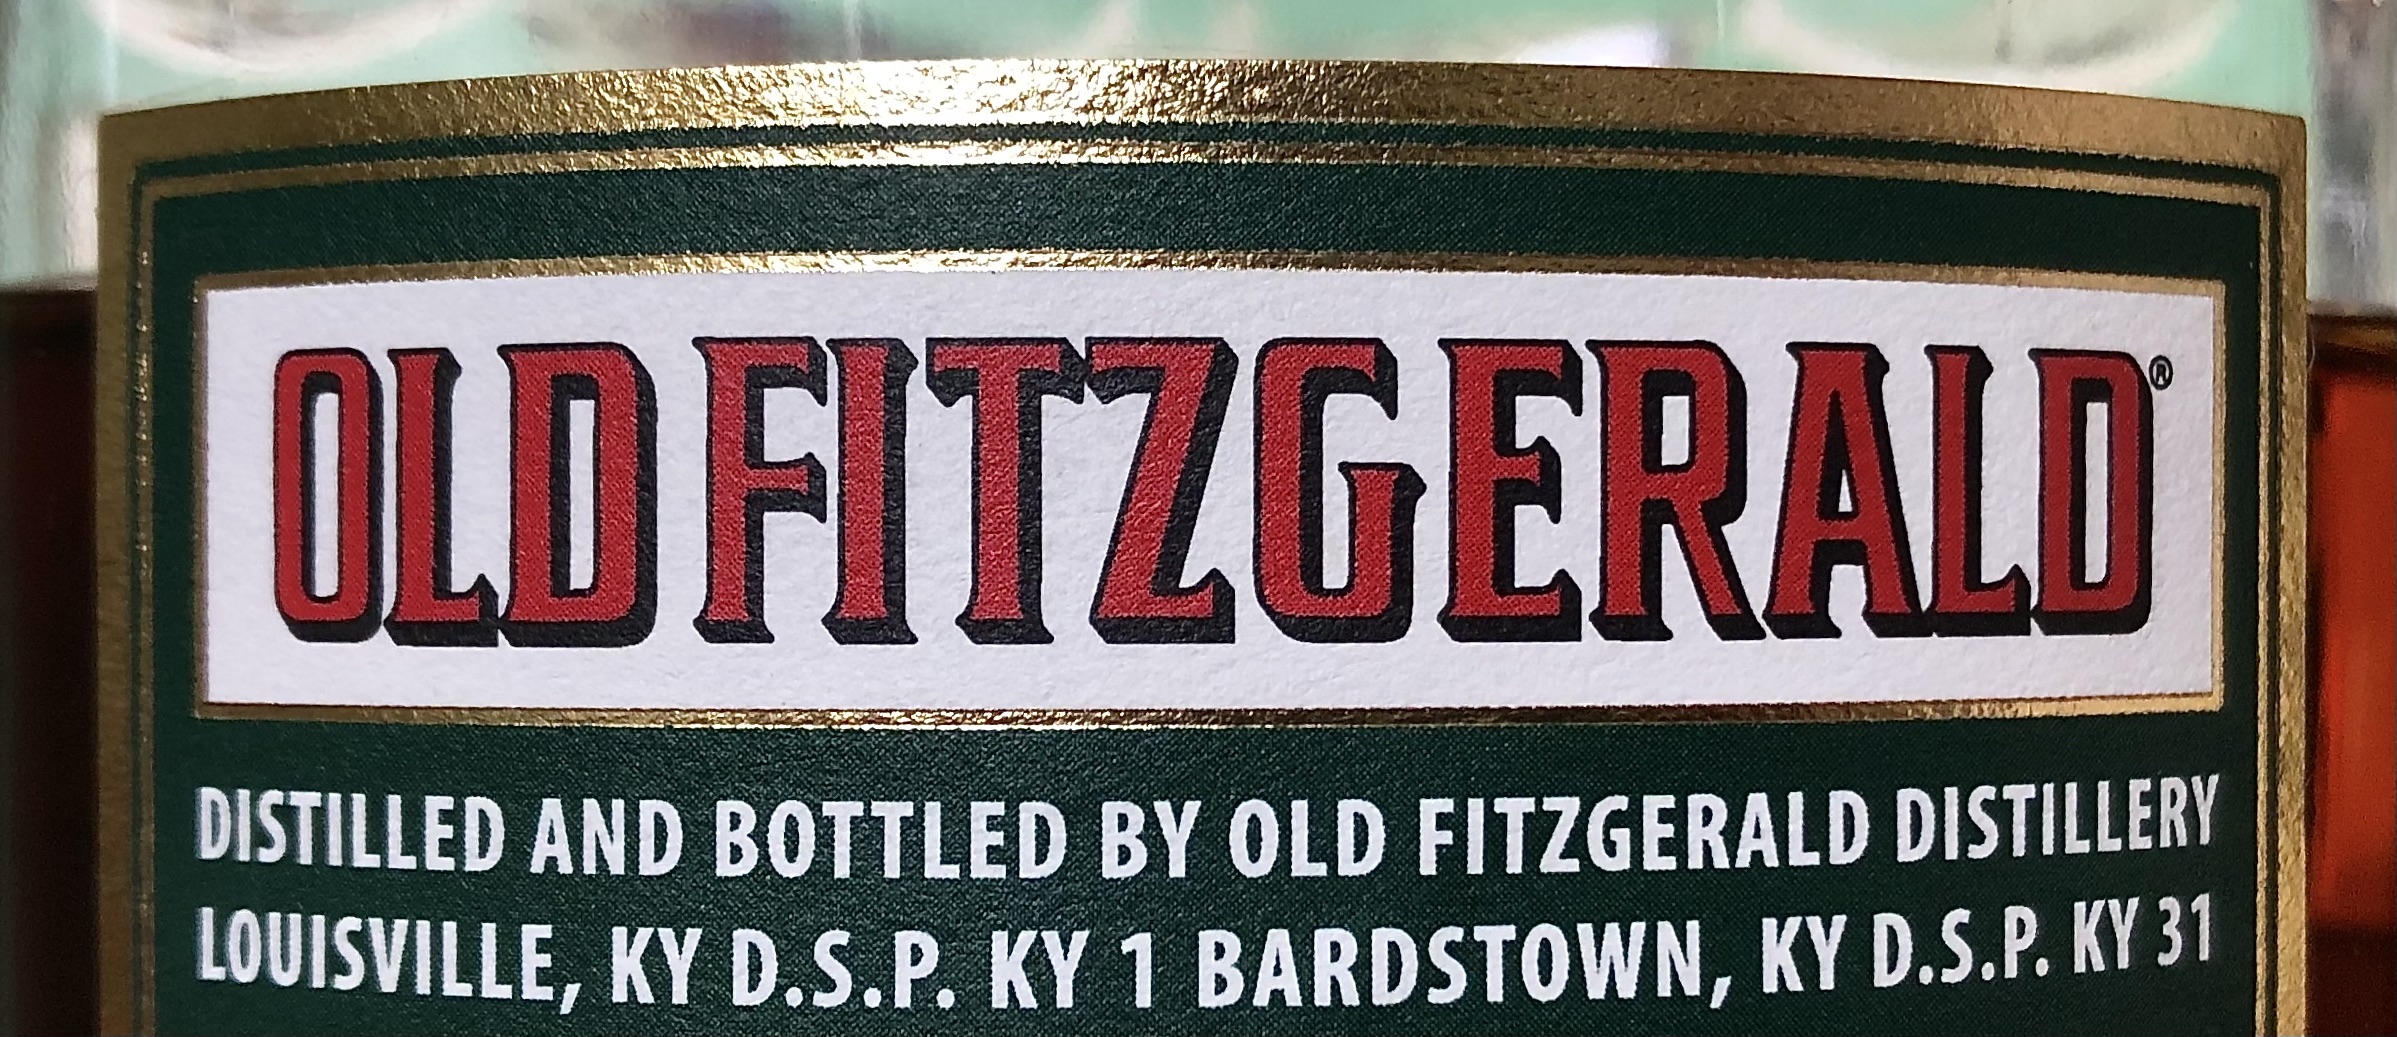 OLD FITZGERALD®
DISTILLED AND BOTTLED BY OLD FITZGERALD DISTILLERY
LOUISVILLE, KY D.S.P. KY 1 BARDSTOWN, KY D.S.P. KY 31